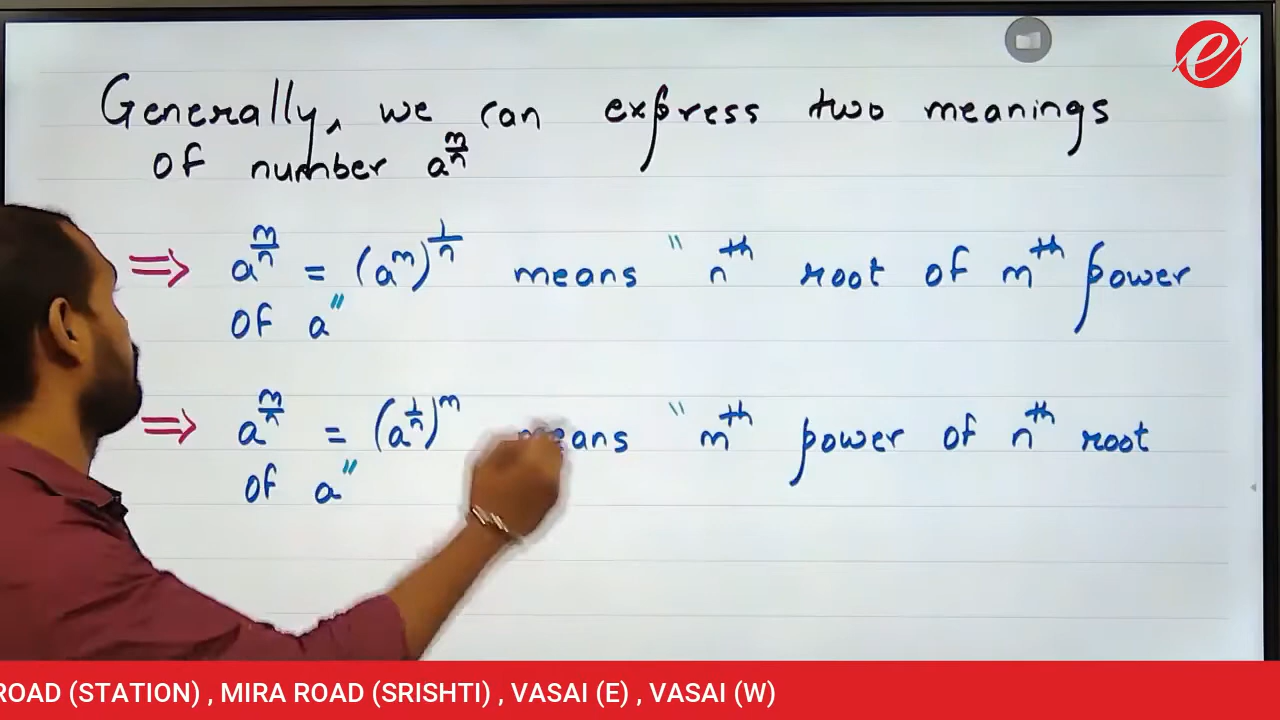 Generally, we can express two meanings
of number a^(m/n)
⇒ a^(m/n) = (a^m)^(1/n) means " n^th root of m^th power
of a"
⇒ a^(m/n) = (a^(1/n))^m means " m^th power of n^th root
of a"
ROAD (STATION) , MIRA ROAD (SRISHTI) , VASAI (E) , VASAI (W)
e